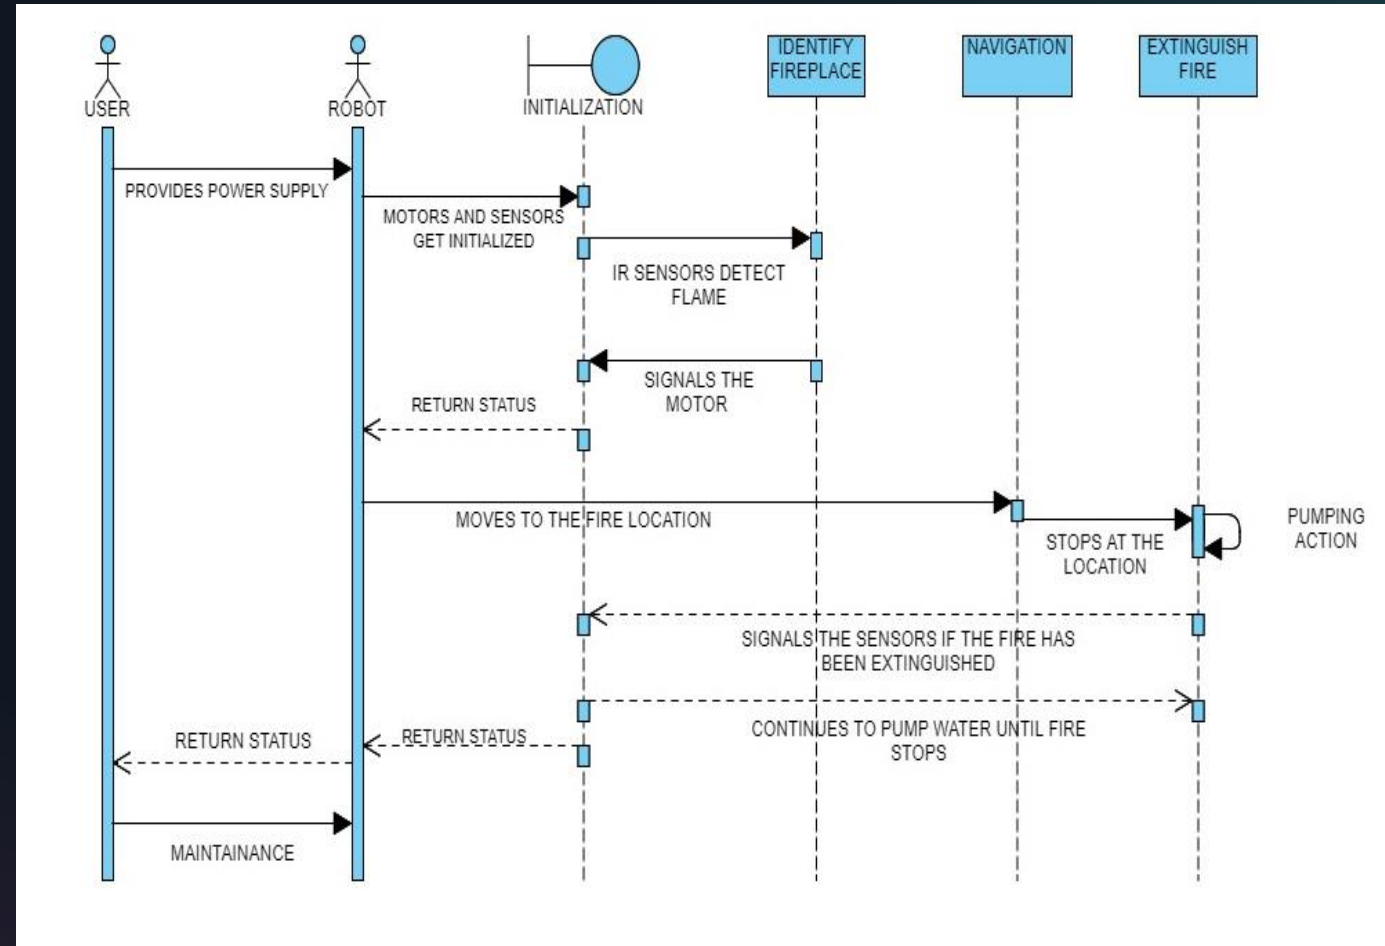 USER
ROBOT
INITIALIZATION
IDENTIFY
FIREPLACE
NAVIGATION
EXTINGUISH
FIRE
PROVIDES POWER SUPPLY
MOTORS AND SENSORS
GET INITIALIZED
IR SENSORS DETECT
FLAME
SIGNALS THE
MOTOR
RETURN STATUS
MOVES TO THE FIRE LOCATION
STOPS AT THE
LOCATION
PUMPING
ACTION
SIGNALS THE SENSORS IF THE FIRE HAS
BEEN EXTINGUISHED
CONTINUES TO PUMP WATER UNTIL FIRE
STOPS
RETURN STATUS
RETURN STATUS
MAINTAINANCE